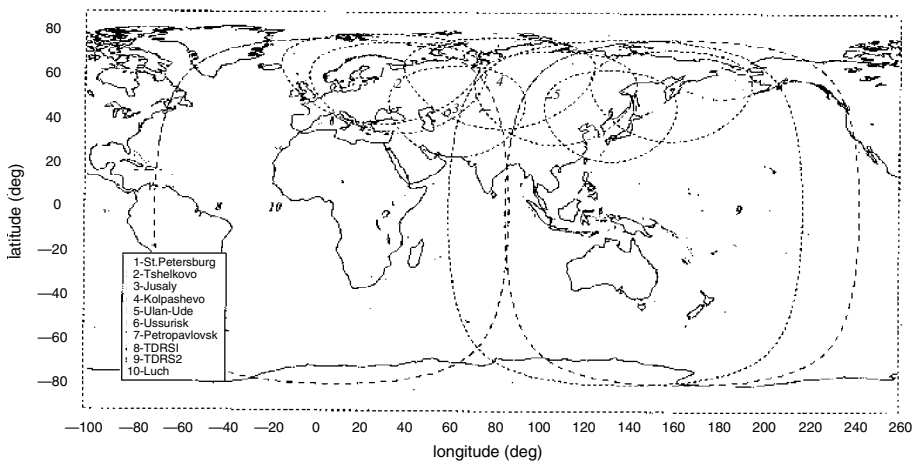 80
60
40
20
0
—20
—40
—60
—80
latitude (deg)
2
3
4
5
8
10
9
1-St.Petersburg
2-Tshelkovo
3-Jusaly
4-Kolpashevo
5-Ulan-Ude
6-Ussurisk
7-Petropavlovsk
8-TDRSI
9-TDRS2
10-Luch
—100 —80 —60 —40 —20 0 20 40 60 80 100 120 140 160 180 200 220 240 260
longitude (deg)